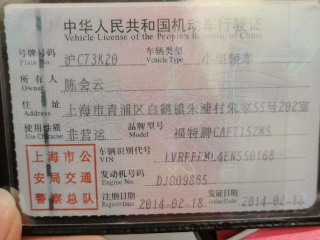 中华人民共和国机动车行驶证
Vehicle License of the People's Republic of China
号牌号码 沪C73K20 车辆类型
Plate No. Vehicle Type
所有人 陈会云
Owner
住址 上海市青浦区白鹤镇朱浦村朱家55号202室
Address
使用性质 非营运 品牌型号 福特牌CAF7152M5
Use Character Model
上海市公
安局交通
警察总队
车辆识别代号
VIN
发动机号码
Engine No.
注册日期 2014-02-18 发证日期 2014-02-18
Register Date Issue Date